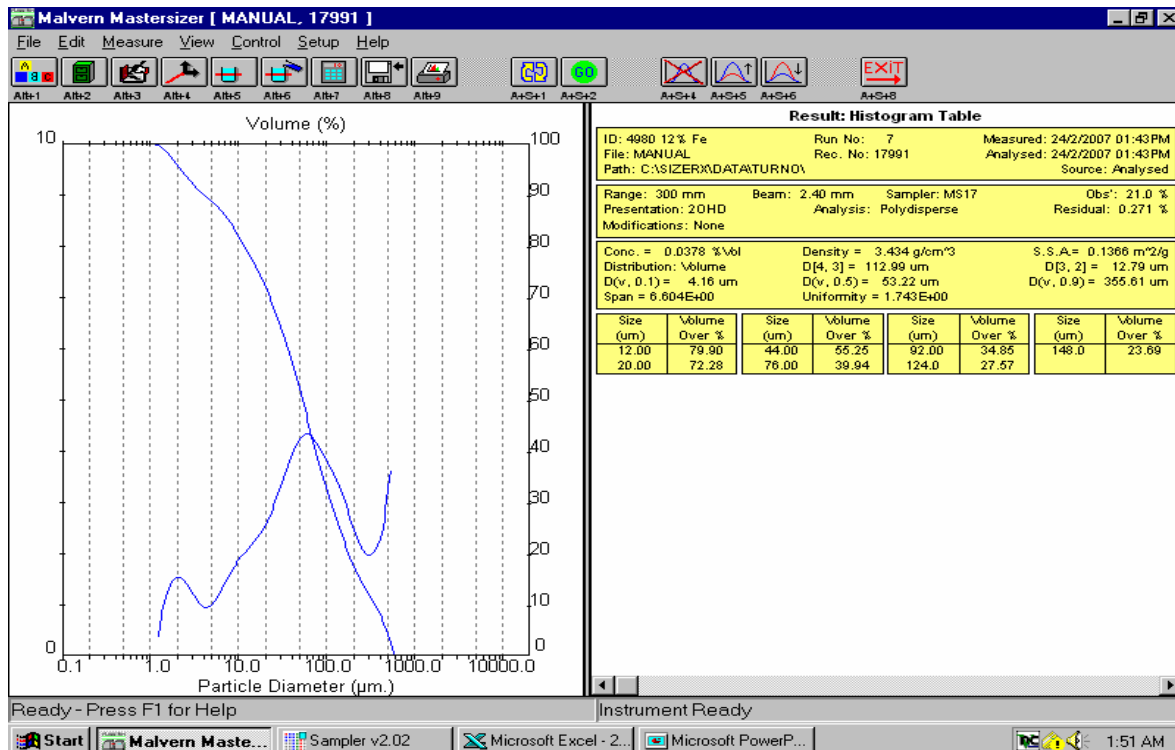 Malvern Mastersizer [ MANUAL, 17991 ]
File Edit Measure View Control Setup Help
A B C GO EXIT
Alt+1 Alt+2 Alt+3 Alt+4 Alt+5 Alt+6 Alt+7 Alt+8 Alt+9 A+S+1 A+S+2 A+S+4 A+S+5 A+S+6 A+S+8
Volume (%)
10 100
90
80
70
60
50
40
30
20
10
0 0
0.1 1.0 10.0 100.0 1000.0 10000.0
Particle Diameter (µm.)
Result: Histogram Table
ID: 4980 12% Fe Run No: 7 Measured: 24/2/2007 01:43PM
File: MANUAL Rec. No: 17991 Analysed: 24/2/2007 01:43PM
Path: C:\SIZERX\DATA\TURNO\ Source: Analysed
Range: 300 mm Beam: 2.40 mm Sampler: MS17 Obs': 21.0 %
Presentation: 2OHD Analysis: Polydisperse Residual: 0.271 %
Modifications: None
Conc. = 0.0378 %Vol Density = 3.434 g/cm^3 S.S.A.= 0.1366 m^2/g
Distribution: Volume D[4, 3] = 112.99 um D[3, 2] = 12.79 um
D(v, 0.1) = 4.16 um D(v, 0.5) = 53.22 um D(v, 0.9) = 355.61 um
Span = 6.604E+00 Uniformity = 1.743E+00
Size Volume Size Volume Size Volume Size Volume
(um) Over % (um) Over % (um) Over % (um) Over %
12.00 79.90 44.00 55.25 92.00 34.85 148.0 23.69
20.00 72.28 76.00 39.94 124.0 27.57
Ready - Press F1 for Help Instrument Ready
Start Malvern Maste... Sampler v2.02 Microsoft Excel - 2... Microsoft PowerP... 1:51 AM